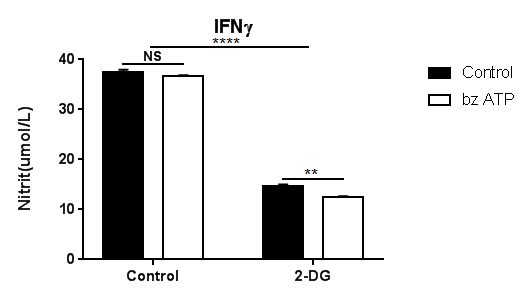 IFNγ
****
NS
**
Nitrit(umol/L)
40
30
20
10
0
Control
2-DG
Control
bz ATP